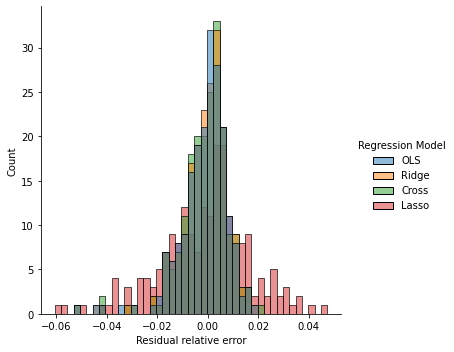 30
25
20
15
10
5
0
Count
−0.06
−0.04
−0.02
0.00
0.02
0.04
Residual relative error
Regression Model
OLS
Ridge
Cross
Lasso